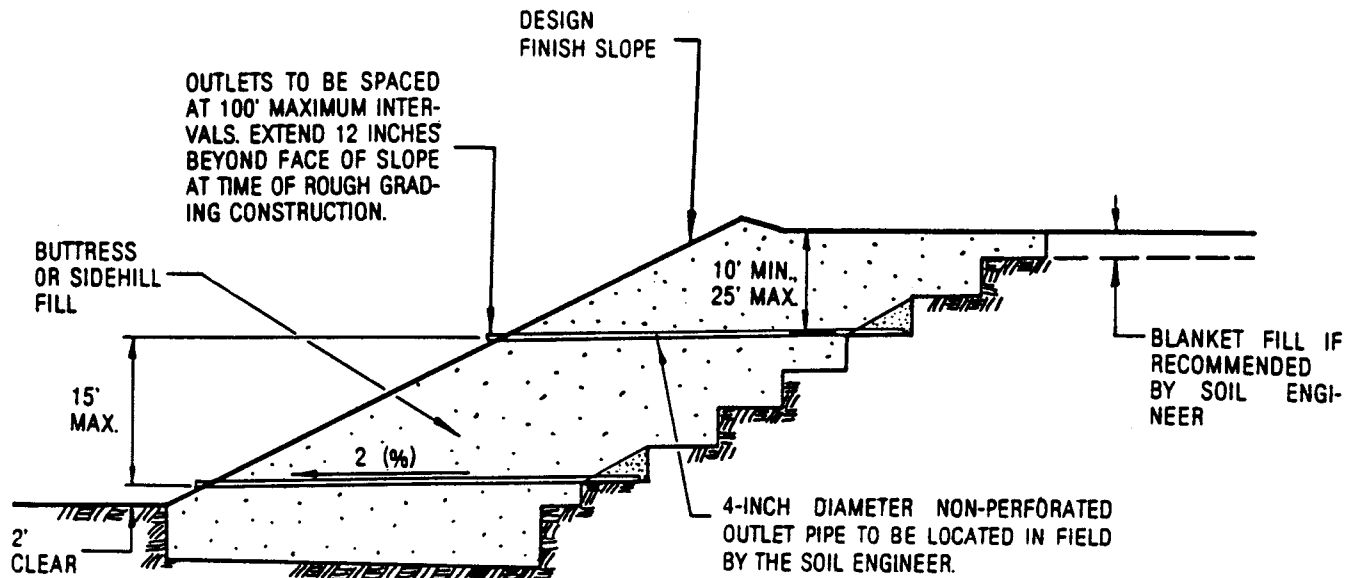 DESIGN
FINISH SLOPE
OUTLETS TO BE SPACED
AT 100' MAXIMUM INTER-
VALS. EXTEND 12 INCHES
BEYOND FACE OF SLOPE
AT TIME OF ROUGH GRAD-
ING CONSTRUCTION.
BUTTRESS
OR SIDEHILL
FILL
10' MIN.,
25' MAX.
BLANKET FILL IF
RECOMMENDED
BY SOIL ENGI-
NEER
15'
MAX.
2 (%)
4-INCH DIAMETER NON-PERFORATED
OUTLET PIPE TO BE LOCATED IN FIELD
BY THE SOIL ENGINEER.
2'
CLEAR